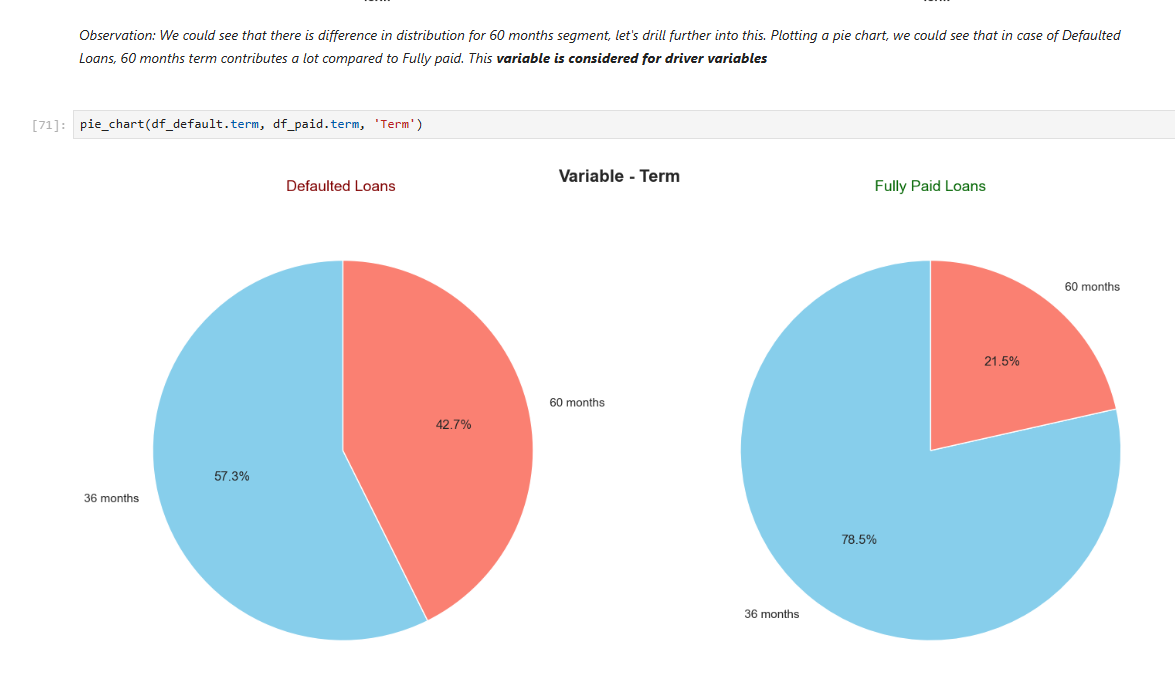 Observation: We could see that there is difference in distribution for 60 months segment, let's drill further into this. Plotting a pie chart, we could see that in case of Defaulted
Loans, 60 months term contributes a lot compared to Fully paid. This variable is considered for driver variables
[71]: pie_chart(df_default.term, df_paid.term, 'Term')
Variable - Term
Defaulted Loans
Fully Paid Loans
60 months
42.7%
57.3%
36 months
60 months
21.5%
78.5%
36 months